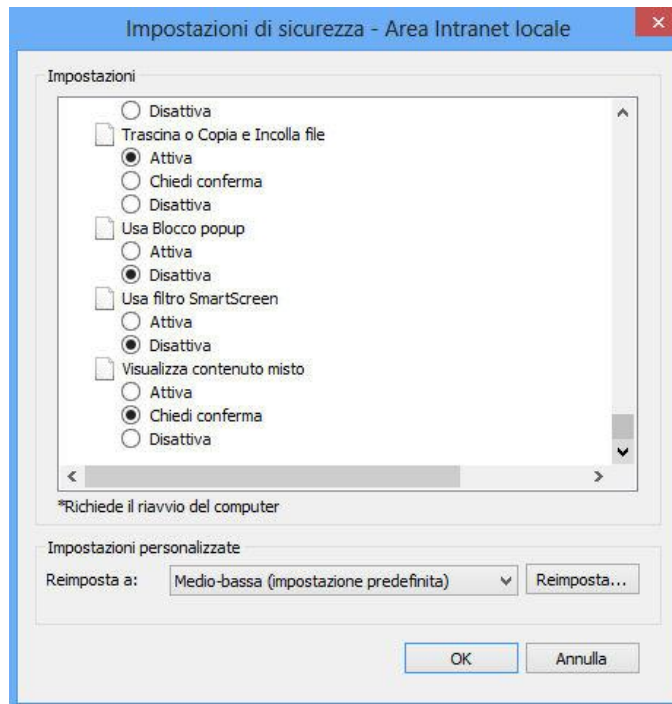 Impostazioni di sicurezza - Area Intranet locale
Impostazioni
Disattiva
Trascina o Copia e Incolla file
Attiva
Chiedi conferma
Disattiva
Usa Blocco popup
Attiva
Disattiva
Usa filtro SmartScreen
Attiva
Disattiva
Visualizza contenuto misto
Attiva
Chiedi conferma
Disattiva
*Richiede il riavvio del computer
Impostazioni personalizzate
Reimposta a: Medio-bassa (impostazione predefinita) Reimposta...
OK Annulla